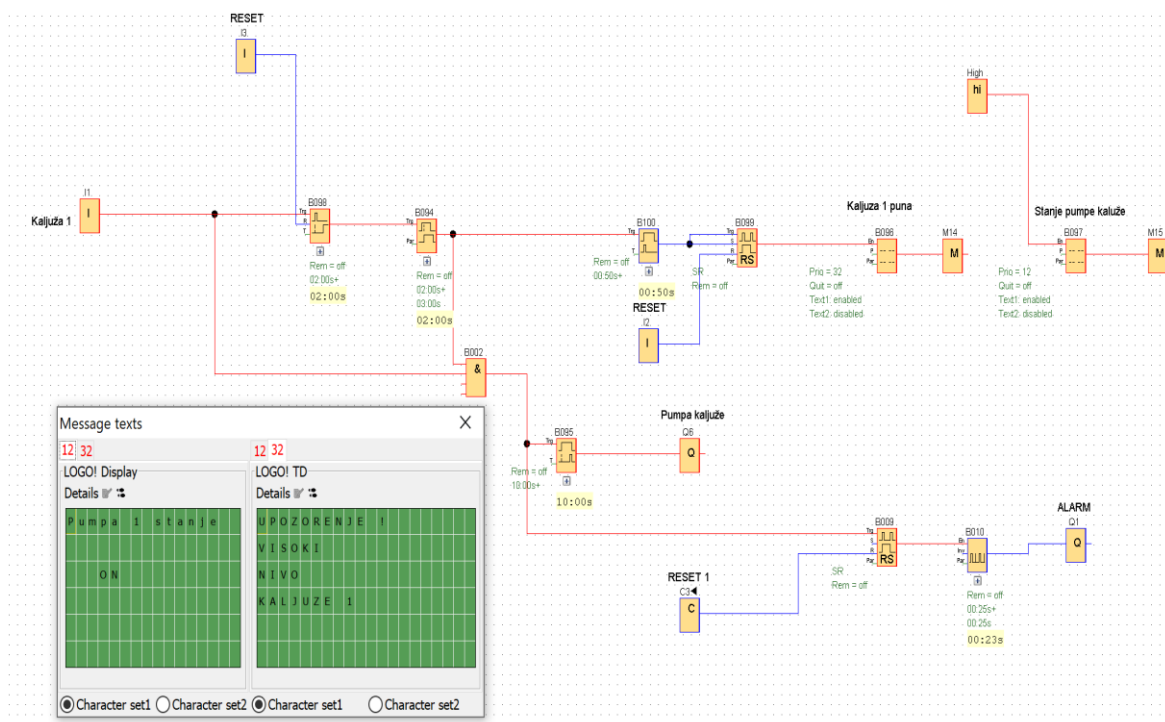 RESET
I3
I
High
hi
I1
I
Kaljuža 1
B098
Trg
R
T
Rem = off
02:00s+
02:00s
B094
Trg
Par
Rem = off
02:00s+
03:00s
02:00s
B100
Trg
T
Rem = off
00:50s+
00:50s
B099
Trg
S
R
Par
RS
SR
Rem = off
Kaljuza 1 puna
B096
En
P
Par
Prio = 32
Quit = off
Text1: enabled
Text2: disabled
M14
M
Stanje pumpe kaluže
B097
En
P
Par
Prio = 12
Quit = off
Text1: enabled
Text2: disabled
M15
M
RESET
I2
I
B002
&
Pumpa kaljuže
B095
Trg
T
Rem = off
10:00s
Q6
Q
B009
Trg
S
R
Par
RS
SR
Rem = off
RESET 1
C3
C
B010
En
Inv
Par
Rem = off
00:25s+
00:25s
00:23s
ALARM
Q1
Q
Message texts
X
12 32
12 32
LOGO! Display
LOGO! TD
Details
Details
Pumpa 1 stanje
ON
UPOZORENJE !
VISOKI
NIVO
KALJUZE 1
Character set1 Character set2
Character set1 Character set2